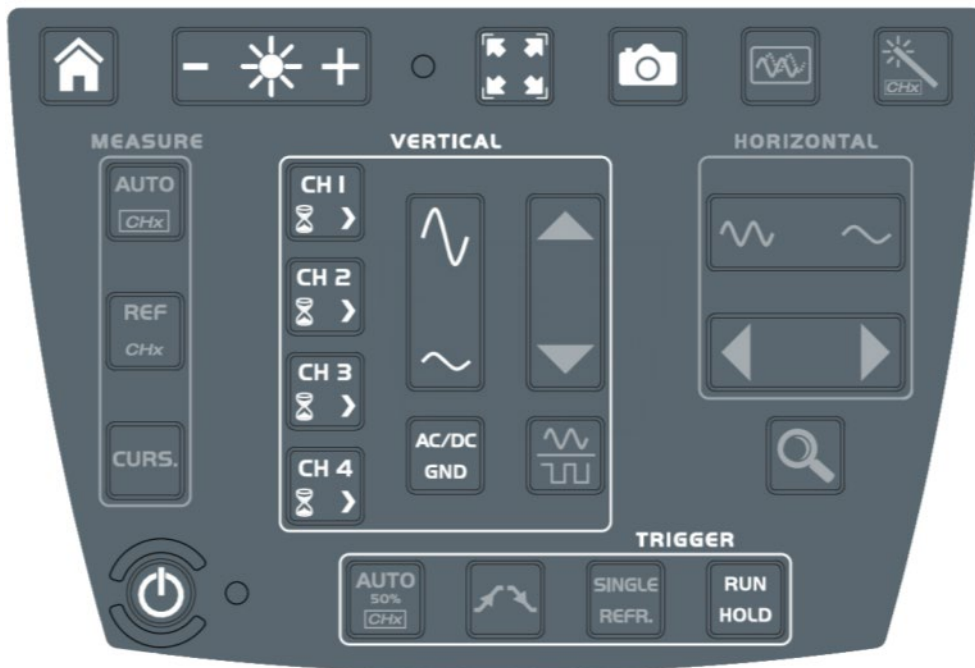 CHx
MEASURE
VERTICAL
HORIZONTAL
AUTO
CHx
REF
CHx
CURS.
CH 1
CH 2
CH 3
CH 4
AC/DC
GND
TRIGGER
AUTO
50%
CHx
SINGLE
REFR.
RUN
HOLD